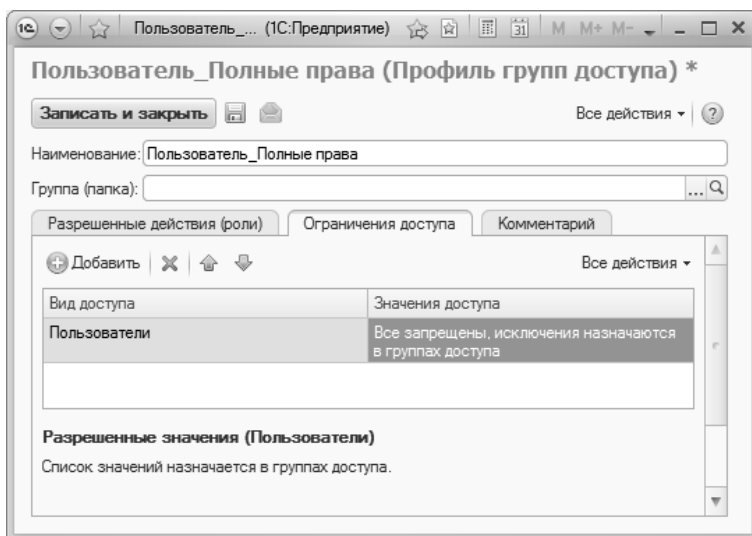 1С Пользователь_... (1С:Предприятие) 31 M M+ M-
Пользователь_Полные права (Профиль групп доступа) *
Записать и закрыть Все действия ?
Наименование: Пользователь_Полные права
Группа (папка): ...
Разрешенные действия (роли) Ограничения доступа Комментарий
Добавить Все действия
Вид доступа Значения доступа
Пользователи Все запрещены, исключения назначаются
в группах доступа
Разрешенные значения (Пользователи)
Список значений назначается в группах доступа.